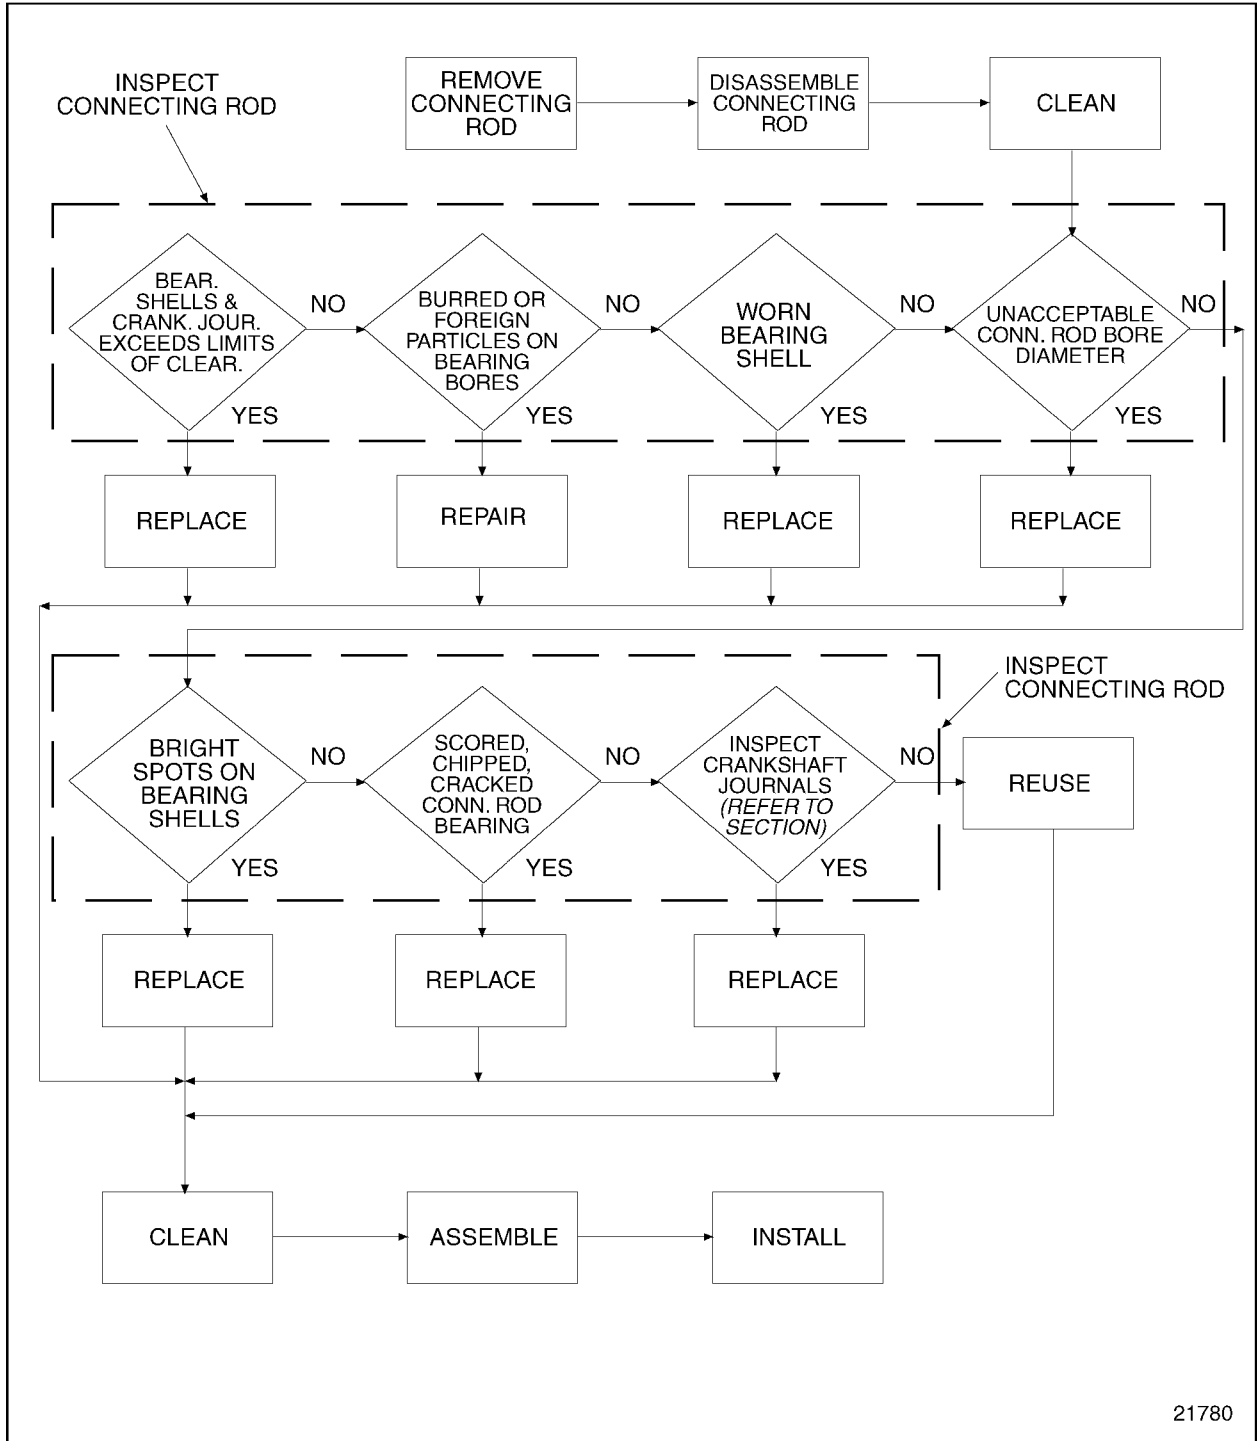 INSPECT
CONNECTING ROD
REMOVE
CONNECTING
ROD
DISASSEMBLE
CONNECTING
ROD
CLEAN
BEAR.
SHELLS &
CRANK. JOUR.
EXCEEDS LIMITS
OF CLEAR.
NO
YES
BURRED OR
FOREIGN
PARTICLES ON
BEARING
BORES
NO
YES
WORN
BEARING
SHELL
NO
YES
UNACCEPTABLE
CONN. ROD BORE
DIAMETER
NO
YES
REPLACE
REPAIR
REPLACE
REPLACE
INSPECT
CONNECTING ROD
BRIGHT
SPOTS ON
BEARING
SHELLS
NO
YES
SCORED,
CHIPPED,
CRACKED
CONN. ROD
BEARING
NO
YES
INSPECT
CRANKSHAFT
JOURNALS
(REFER TO
SECTION)
NO
YES
REUSE
REPLACE
REPLACE
REPLACE
CLEAN
ASSEMBLE
INSTALL
21780